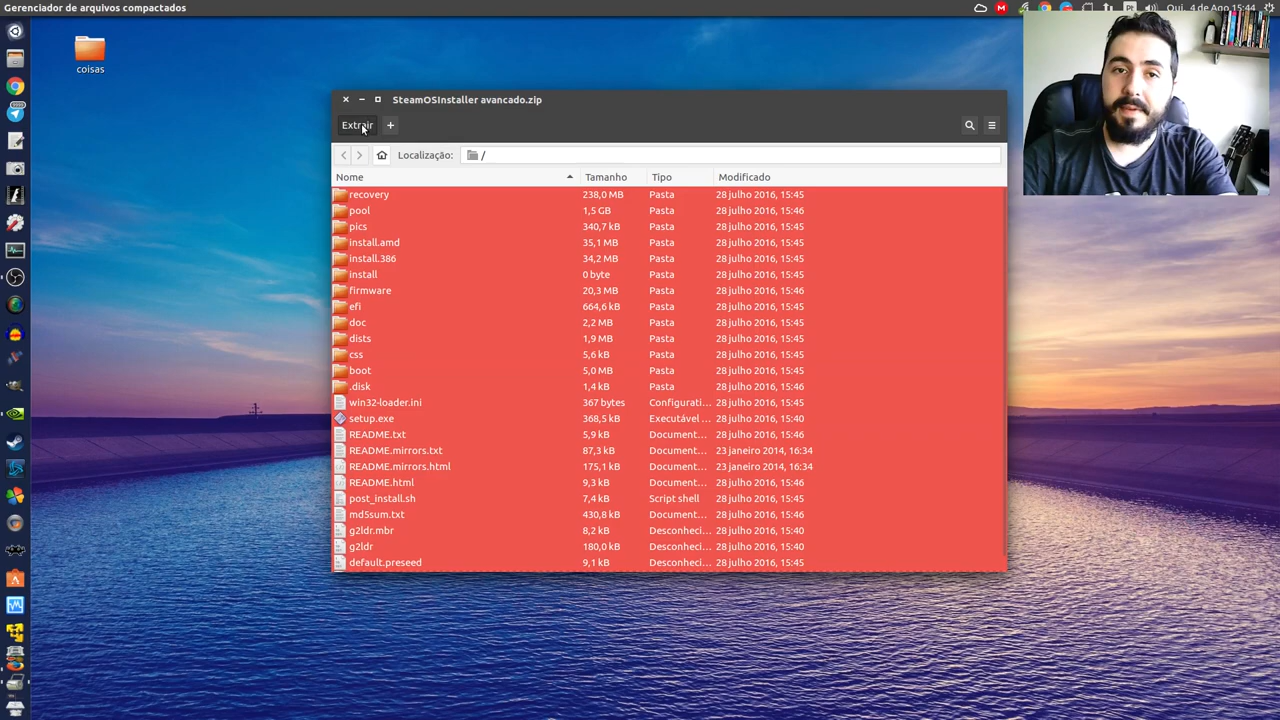 Gerenciador de arquivos compactados
Pt
Qui, 4 de Ago 15:44
coisas
SteamOSInstaller avancado.zip
Extrair
Localização: /
Nome Tamanho Tipo Modificado
recovery 238,0 MB Pasta 28 julho 2016, 15:45
pool 1,5 GB Pasta 28 julho 2016, 15:46
pics 340,7 kB Pasta 28 julho 2016, 15:45
install.amd 35,1 MB Pasta 28 julho 2016, 15:45
install.386 34,2 MB Pasta 28 julho 2016, 15:45
install 0 byte Pasta 28 julho 2016, 15:45
firmware 20,3 MB Pasta 28 julho 2016, 15:46
efi 664,6 kB Pasta 28 julho 2016, 15:45
doc 2,2 MB Pasta 28 julho 2016, 15:45
dists 1,9 MB Pasta 28 julho 2016, 15:45
css 5,6 kB Pasta 28 julho 2016, 15:45
boot 5,0 MB Pasta 28 julho 2016, 15:45
.disk 1,4 kB Pasta 28 julho 2016, 15:46
win32-loader.ini 367 bytes Configurati... 28 julho 2016, 15:45
setup.exe 368,5 kB Executável ... 28 julho 2016, 15:40
README.txt 5,9 kB Document... 28 julho 2016, 15:46
README.mirrors.txt 87,3 kB Document... 23 janeiro 2014, 16:34
README.mirrors.html 175,1 kB Document... 23 janeiro 2014, 16:34
README.html 9,3 kB Document... 28 julho 2016, 15:46
post_install.sh 7,4 kB Script shell 28 julho 2016, 15:45
md5sum.txt 430,8 kB Document... 28 julho 2016, 15:46
g2ldr.mbr 8,2 kB Desconheci... 28 julho 2016, 15:40
g2ldr 180,0 kB Desconheci... 28 julho 2016, 15:40
default.preseed 9,1 kB Desconheci... 28 julho 2016, 15:45